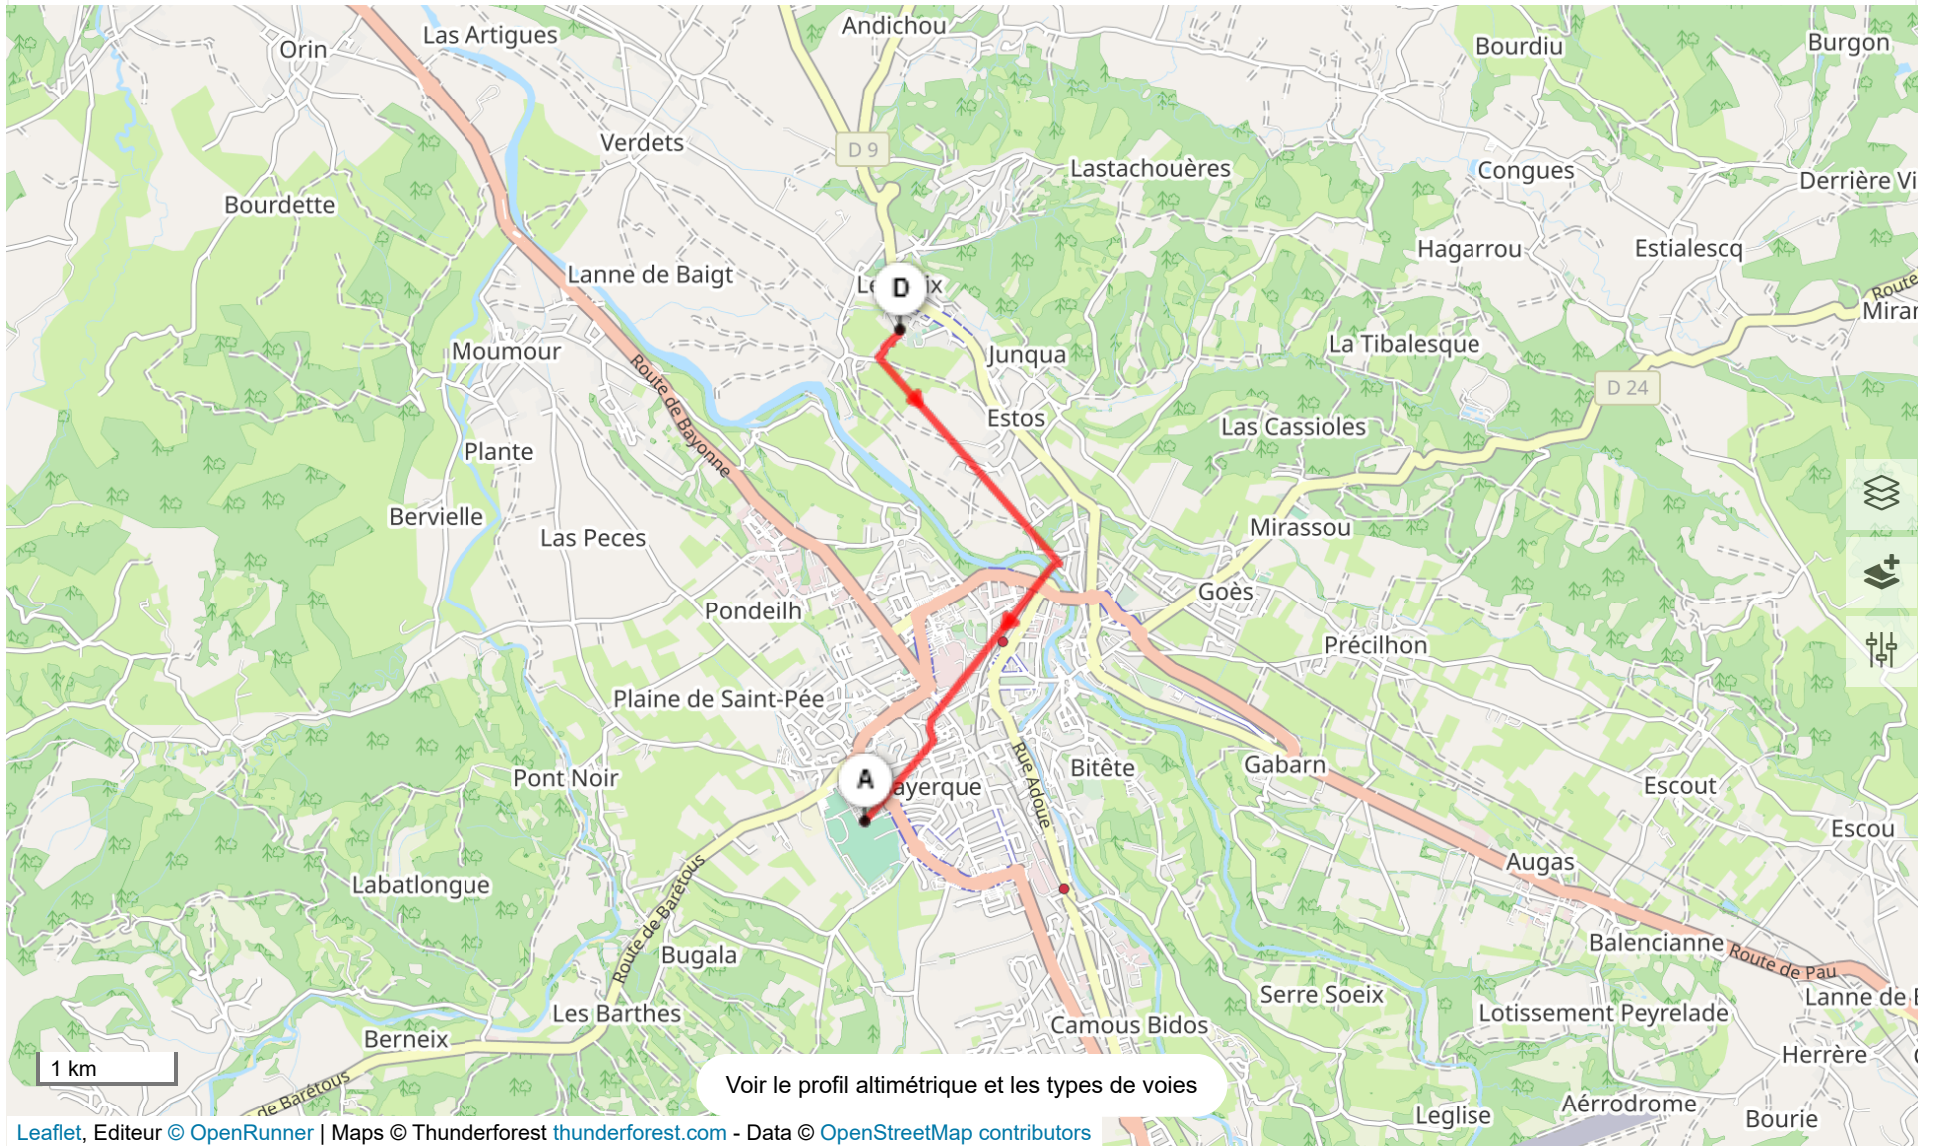 Andichou
Las Artigues
Orin
Bourdiu
Burgon
Verdets
D 9
Lastachouères
Congues
Derrière Vi
Bourdette
Hagarrou
Estialescq
Lanne de Baigt
Le
ix
D
Route
Mirar
Moumour
Junqua
La Tibalesque
D 24
Route de Bayonne
Estos
Las Cassioles
Plante
Bervielle
Las Peces
Mirassou
Goès
Pondeilh
Précilhon
Plaine de Saint-Pée
Rue Adoue
Pont Noir
A
ayerque
Bitête
Gabarn
Escout
Escou
Augas
Labatlongue
Route de Barétous
Bugala
Balencianne
Route de Pau
Serre Soeix
Lanne de B
Les Barthes
Camous Bidos
Lotissement Peyrelade
Berneix
Herrère
1 km
de Barétous
Voir le profil altimétrique et les types de voies
Leglise
Aérrodrome
Bourie
Leaflet, Editeur © OpenRunner | Maps © Thunderforest thunderforest.com - Data © OpenStreetMap contributors